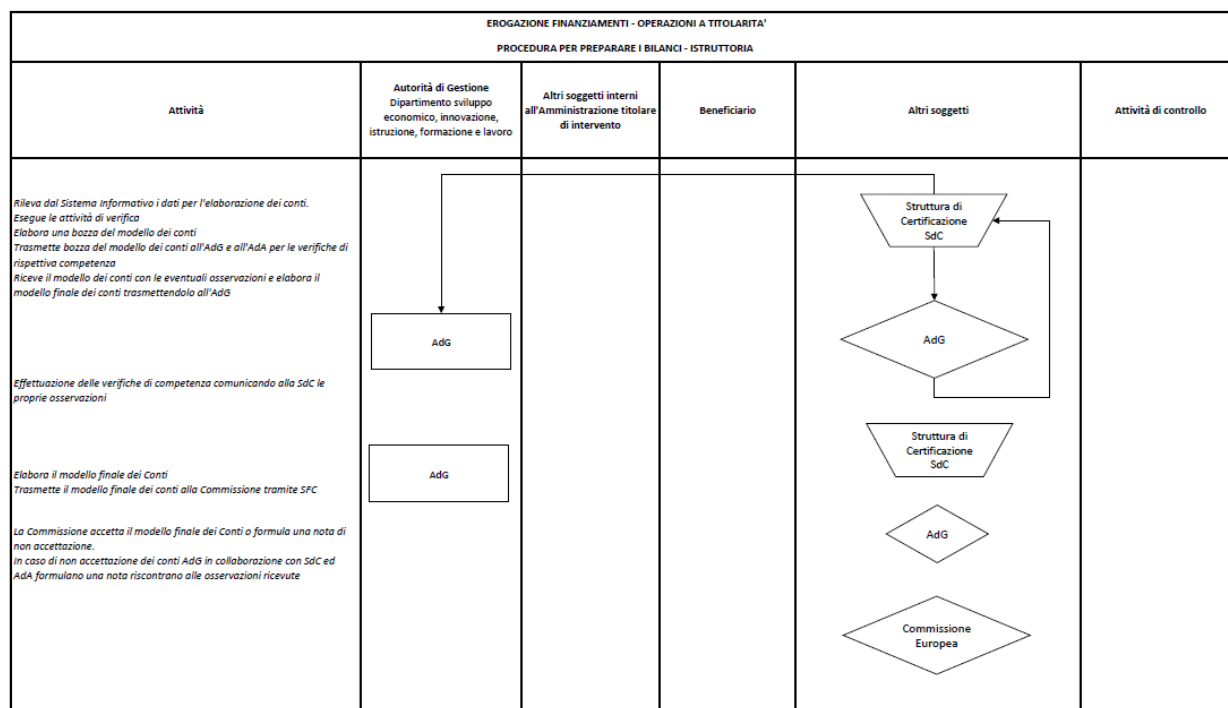 EROGAZIONE FINANZIAMENTI - OPERAZIONI A TITOLARITA'
PROCEDURA PER PREPARARE I BILANCI - ISTRUTTORIA
Attività
Autorità di Gestione
Dipartimento sviluppo
economico, innovazione,
istruzione, formazione e lavoro
Altri soggetti interni
all'Amministrazione titolare
di intervento
Beneficiario
Altri soggetti
Attività di controllo
Rileva dal Sistema Informativo i dati per l'elaborazione dei conti.
Esegue le attività di verifica
Elabora una bozza del modello dei conti
Trasmette bozza del modello dei conti all'AdG e all'AdA per le verifiche di
rispettiva competenza
Riceve il modello dei conti con le eventuali osservazioni e elabora il
modello finale dei conti trasmettendolo all'AdG
Struttura di
Certificazione
SdC
AdG
AdG
Effettuazione delle verifiche di competenza comunicando alla SdC le
proprie osservazioni
Struttura di
Certificazione
SdC
Elabora il modello finale dei Conti
Trasmette il modello finale dei conti alla Commissione tramite SFC
AdG
La Commissione accetta il modello finale dei Conti o formula una nota di
non accettazione.
In caso di non accettazione dei conti AdG in collaborazione con SdC ed
AdA formulano una nota riscontrano alle osservazioni ricevute
AdG
Commissione
Europea